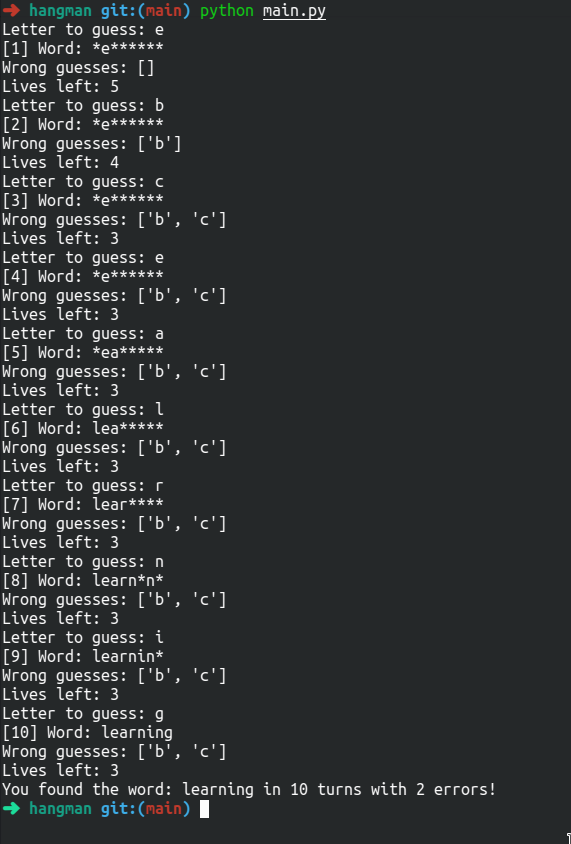 ➜ hangman git:(main) python main.py
Letter to guess: e
[1] Word: *e******
Wrong guesses: []
Lives left: 5
Letter to guess: b
[2] Word: *e******
Wrong guesses: ['b']
Lives left: 4
Letter to guess: c
[3] Word: *e******
Wrong guesses: ['b', 'c']
Lives left: 3
Letter to guess: e
[4] Word: *e******
Wrong guesses: ['b', 'c']
Lives left: 3
Letter to guess: a
[5] Word: *ea*****
Wrong guesses: ['b', 'c']
Lives left: 3
Letter to guess: l
[6] Word: lea*****
Wrong guesses: ['b', 'c']
Lives left: 3
Letter to guess: r
[7] Word: lear****
Wrong guesses: ['b', 'c']
Lives left: 3
Letter to guess: n
[8] Word: learn*n*
Wrong guesses: ['b', 'c']
Lives left: 3
Letter to guess: i
[9] Word: learnin*
Wrong guesses: ['b', 'c']
Lives left: 3
Letter to guess: g
[10] Word: learning
Wrong guesses: ['b', 'c']
Lives left: 3
You found the word: learning in 10 turns with 2 errors!
➜ hangman git:(main)